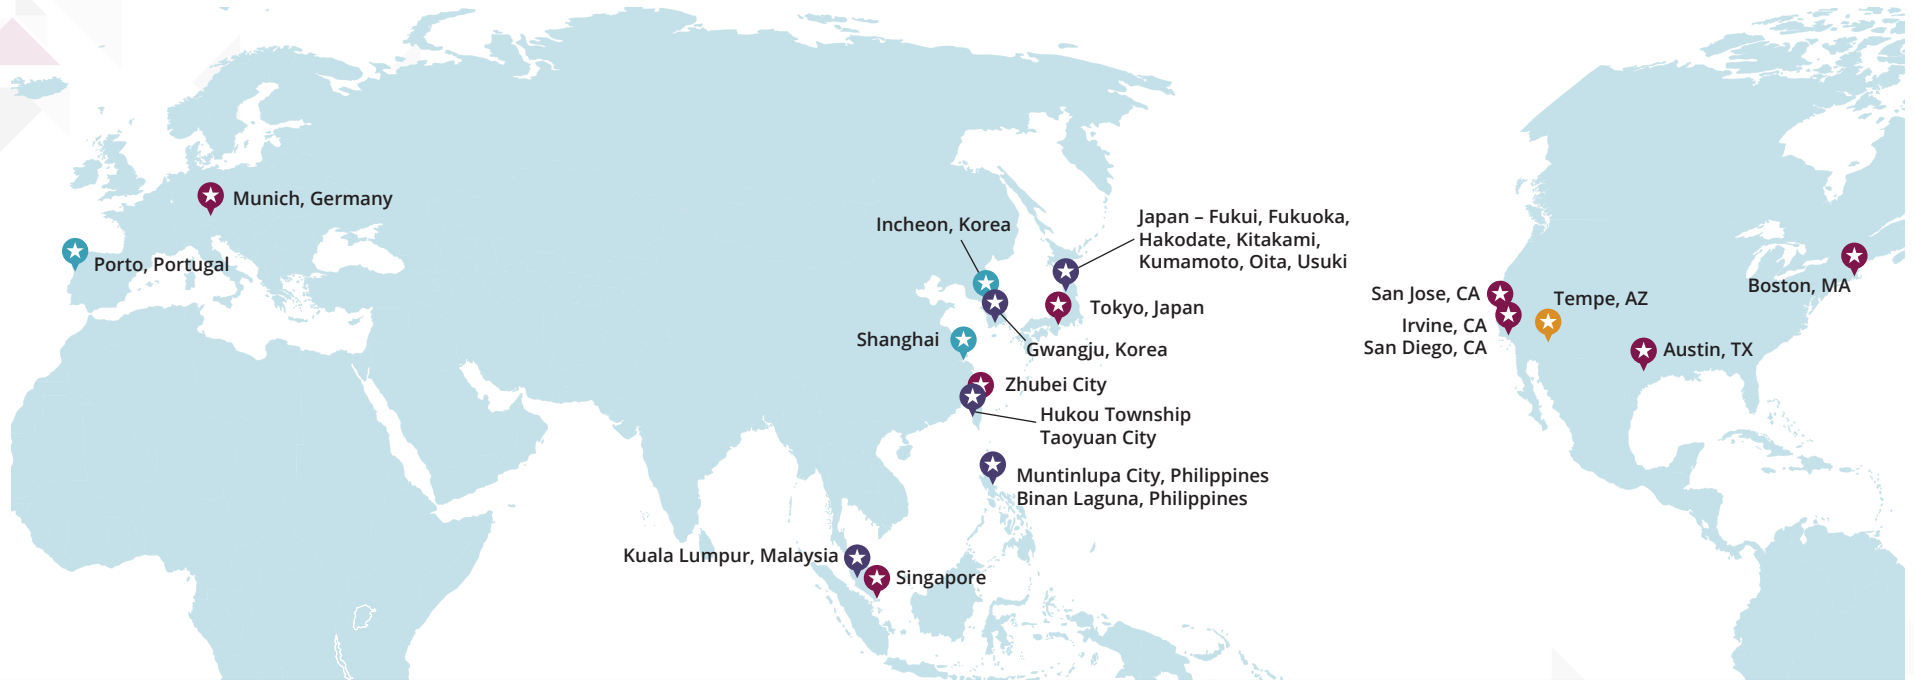 Munich, Germany
Porto, Portugal
Incheon, Korea
Japan – Fukui, Fukuoka,
Hakodate, Kitakami,
Kumamoto, Oita, Usuki
Tokyo, Japan
Gwangju, Korea
Shanghai
Zhubei City
Hukou Township
Taoyuan City
Muntinlupa City, Philippines
Binan Laguna, Philippines
Kuala Lumpur, Malaysia
Singapore
San Jose, CA
Irvine, CA
San Diego, CA
Tempe, AZ
Austin, TX
Boston, MA